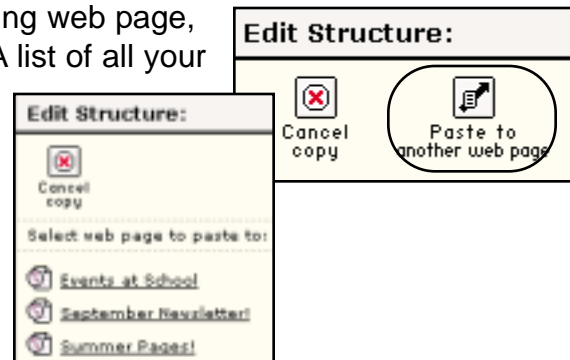 ng web page,
A list of all your
Edit Structure:
Cancel
copy
Paste to
another web page
Edit Structure:
Cancel
copy
Select web page to paste to:
Events at School
September Newsletter!
Summer Pages!